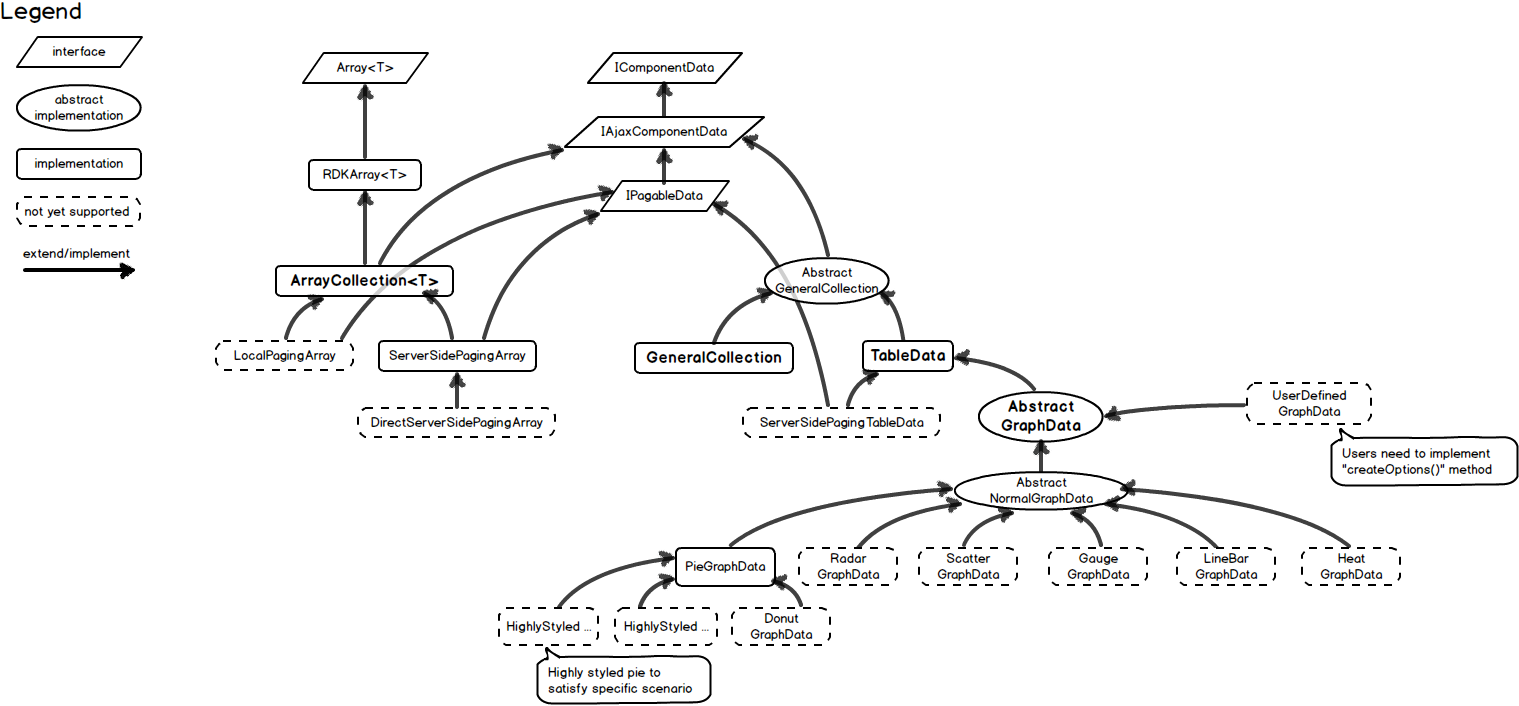 Legend
interface
abstract
implementation
implementation
not yet supported
extend/implement
Array<T>
IComponentData
IAjaxComponentData
RDKArray<T>
IPagableData
ArrayCollection<T>
Abstract
GeneralCollection
LocalPagingArray
ServerSidePagingArray
GeneralCollection
TableData
DirectServerSidePagingArray
ServerSidePagingTableData
Abstract
GraphData
UserDefined
GraphData
Users need to implement
"createOptions()" method
Abstract
NormalGraphData
PieGraphData
Radar
GraphData
Scatter
GraphData
Gauge
GraphData
LineBar
GraphData
Heat
GraphData
HighlyStyled ...
HighlyStyled ...
Donut
GraphData
Highly styled pie to
satisfy specific scenario